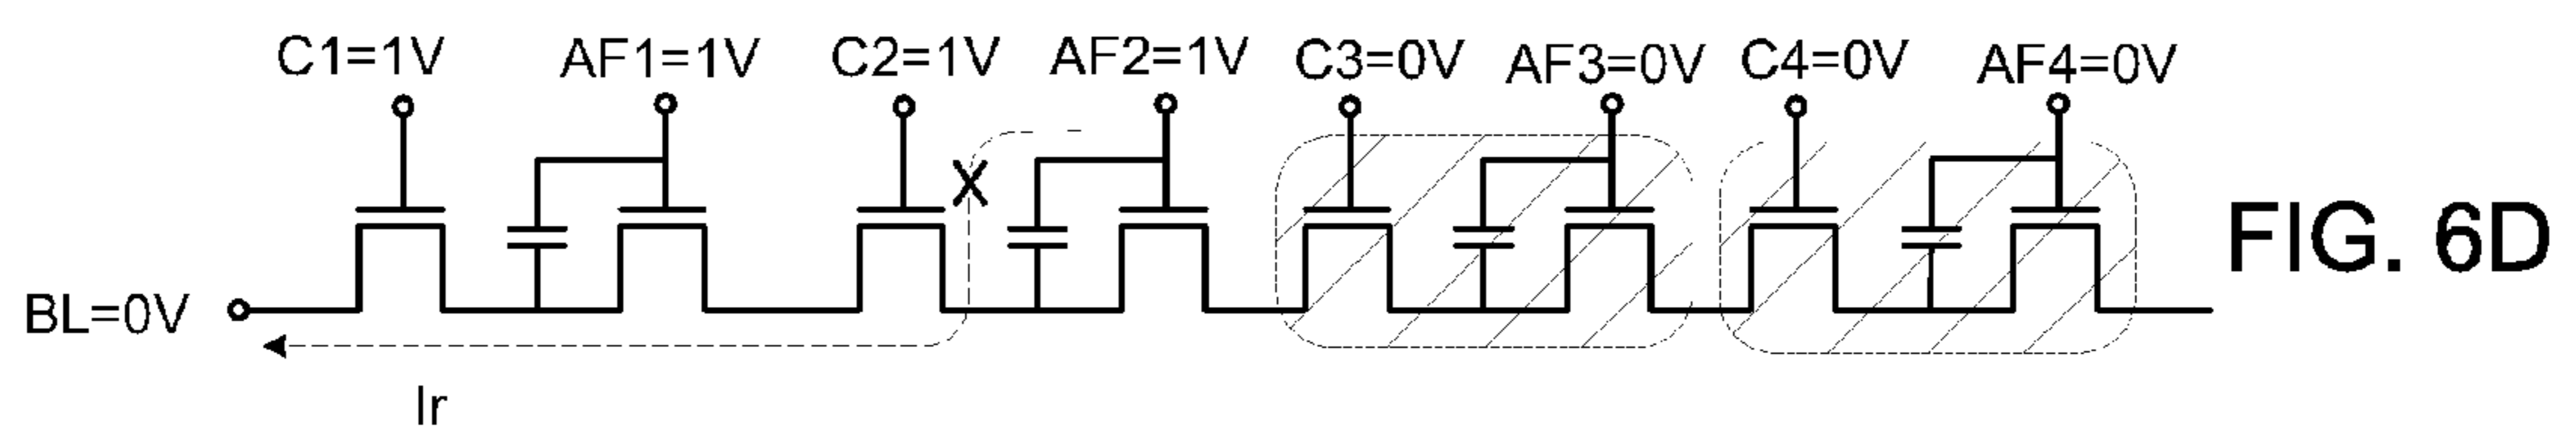 C1=1V AF1=1V C2=1V AF2=1V C3=0V AF3=0V C4=0V AF4=0V
X
FIG. 6D
BL=0V
Ir